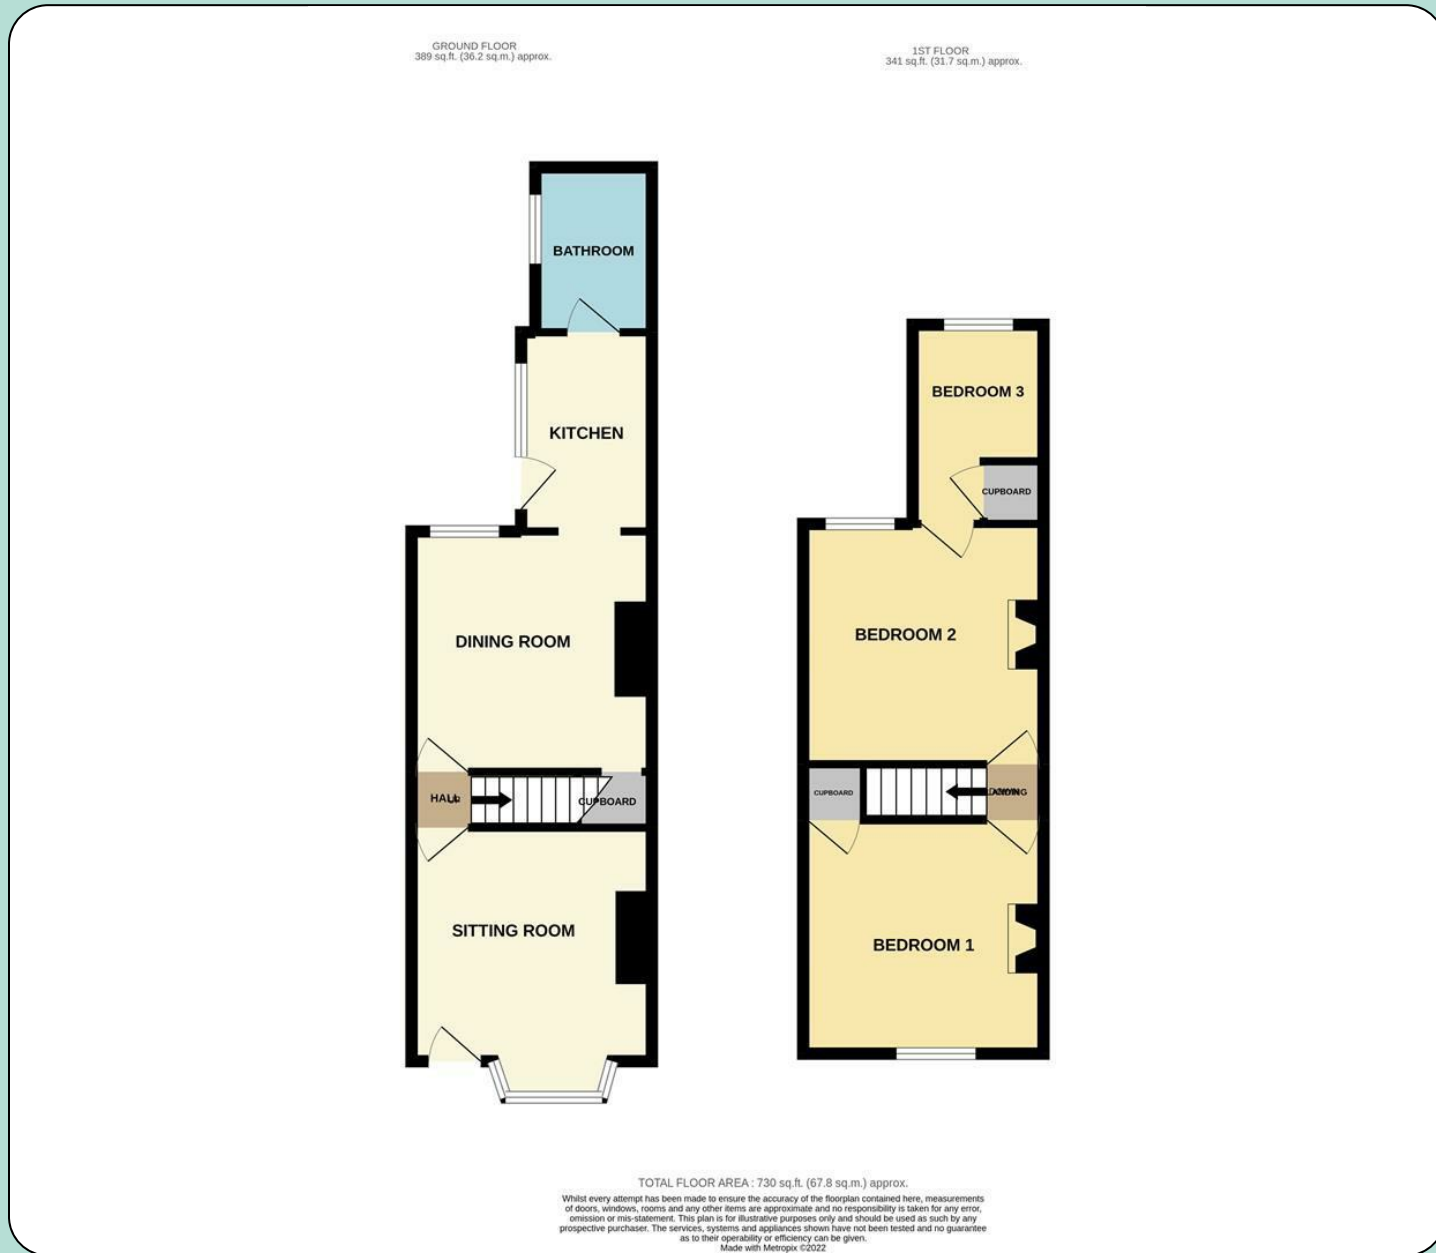 GROUND FLOOR
389 sq.ft. (36.2 sq.m.) approx.
1ST FLOOR
341 sq.ft. (31.7 sq.m.) approx.
BATHROOM
KITCHEN
DINING ROOM
HALL
UP
CUPBOARD
SITTING ROOM
BEDROOM 3
CUPBOARD
BEDROOM 2
CUPBOARD
LANDING
DOWN
BEDROOM 1
TOTAL FLOOR AREA : 730 sq.ft. (67.8 sq.m.) approx.
Whilst every attempt has been made to ensure the accuracy of the floorplan contained here, measurements
of doors, windows, rooms and any other items are approximate and no responsibility is taken for any error,
omission or mis-statement. This plan is for illustrative purposes only and should be used as such by any
prospective purchaser. The services, systems and appliances shown have not been tested and no guarantee
as to their operability or efficiency can be given.
Made with Metropix ©2022